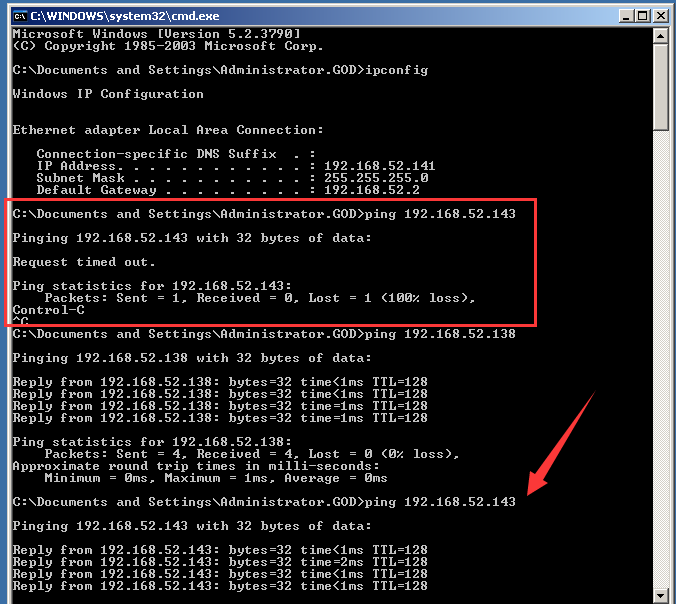 C:\WINDOWS\system32\cmd.exe
Microsoft Windows [Version 5.2.3790]
(C) Copyright 1985-2003 Microsoft Corp.
C:\Documents and Settings\Administrator.GOD>ipconfig
Windows IP Configuration
Ethernet adapter Local Area Connection:
Connection-specific DNS Suffix  . :
IP Address. . . . . . . . . . . . : 192.168.52.141
Subnet Mask . . . . . . . . . . . : 255.255.255.0
Default Gateway . . . . . . . . . : 192.168.52.2
C:\Documents and Settings\Administrator.GOD>ping 192.168.52.143
Pinging 192.168.52.143 with 32 bytes of data:
Request timed out.
Ping statistics for 192.168.52.143:
Packets: Sent = 1, Received = 0, Lost = 1 (100% loss),
Control-C
^C
C:\Documents and Settings\Administrator.GOD>ping 192.168.52.138
Pinging 192.168.52.138 with 32 bytes of data:
Reply from 192.168.52.138: bytes=32 time<1ms TTL=128
Reply from 192.168.52.138: bytes=32 time<1ms TTL=128
Reply from 192.168.52.138: bytes=32 time=1ms TTL=128
Reply from 192.168.52.138: bytes=32 time=1ms TTL=128
Ping statistics for 192.168.52.138:
Packets: Sent = 4, Received = 4, Lost = 0 (0% loss),
Approximate round trip times in milli-seconds:
Minimum = 0ms, Maximum = 1ms, Average = 0ms
C:\Documents and Settings\Administrator.GOD>ping 192.168.52.143
Pinging 192.168.52.143 with 32 bytes of data:
Reply from 192.168.52.143: bytes=32 time<1ms TTL=128
Reply from 192.168.52.143: bytes=32 time=2ms TTL=128
Reply from 192.168.52.143: bytes=32 time<1ms TTL=128
Reply from 192.168.52.143: bytes=32 time<1ms TTL=128